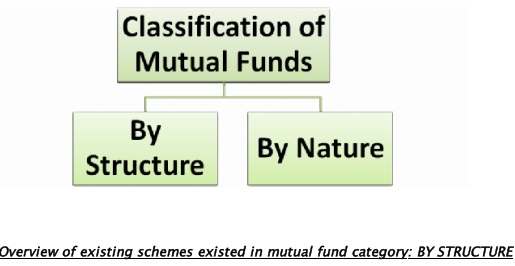 Classification of
Mutual Funds
By
Structure
By Nature
Overview of existing schemes existed in mutual fund category: BY STRUCTURE